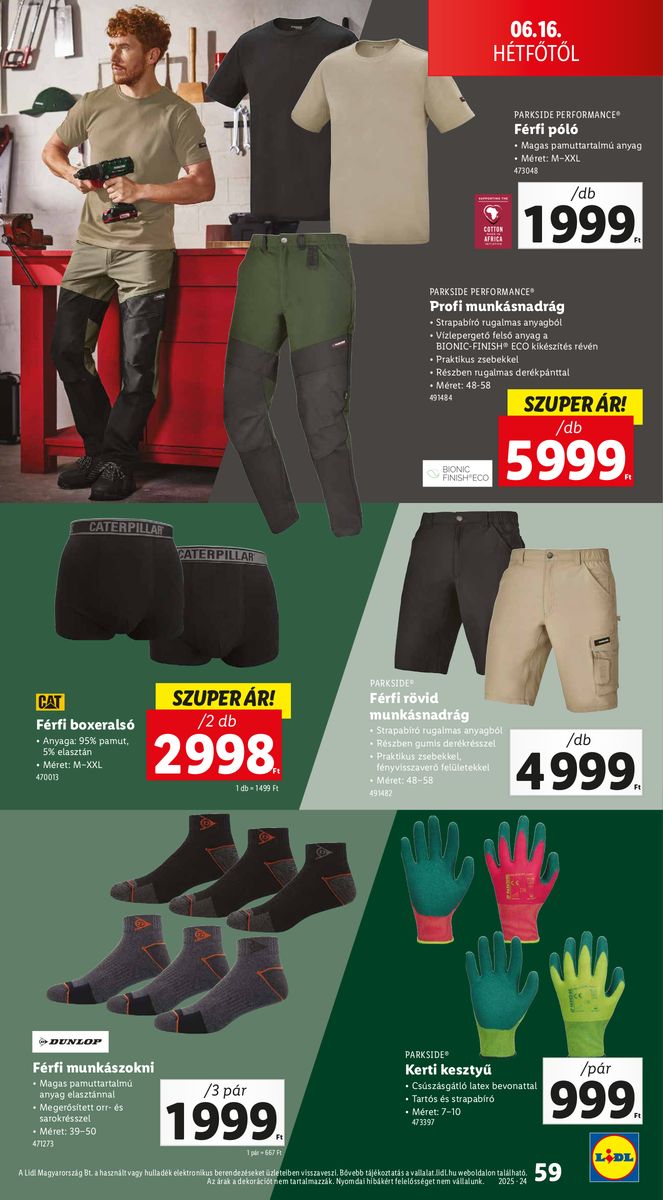 06.16.
HÉTFŐTŐL
PARKSIDE PERFORMANCE®
Férfi póló
• Magas pamuttartalmú anyag
• Méret: M–XXL
473048
SUPPORTING THE
COTTON
MADE IN
AFRICA
INITIATIVE
/db
1999 Ft
PARKSIDE PERFORMANCE®
Profi munkásnadrág
• Strapabíró rugalmas anyagból
• Vízlepergető felső anyag a
BIONIC-FINISH® ECO kikészítés révén
• Praktikus zsebekkel
• Részben rugalmas derékpánttal
• Méret: 48-58
491484
SZUPER ÁR!
/db
5999 Ft
BIONIC
FINISH®ECO
CATERPILLAR
CATERPILLAR
CAT
Férfi boxeralsó
• Anyaga: 95% pamut,
5% elasztán
• Méret: M–XXL
470013
SZUPER ÁR!
/2 db
2998 Ft
1 db = 1499 Ft
PARKSIDE®
Férfi rövid
munkásnadrág
• Strapabíró rugalmas anyagból
• Részben gumis derékrésszel
• Praktikus zsebekkel,
fényvisszaverő felületekkel
• Méret: 48–58
491482
/db
4999 Ft
DUNLOP
Férfi munkászokni
• Magas pamuttartalmú
anyag elasztánnal
• Megerősített orr- és
sarokrésszel
• Méret: 39–50
471273
/3 pár
1999 Ft
1 pár = 667 Ft
PARKSIDE®
Kerti kesztyű
• Csúszásgátló latex bevonattal
• Tartós és strapabíró
• Méret: 7–10
473397
/pár
999 Ft
A Lidl Magyarország Bt. a használt vagy hulladék elektronikus berendezéseket üzleteiben visszaveszi. Bővebb tájékoztatás a vallalat.lidl.hu weboldalon található.
Az árak a dekorációt nem tartalmazzák. Nyomdai hibákért felelősséget nem vállalunk. 2025 - 24
59
LIDL